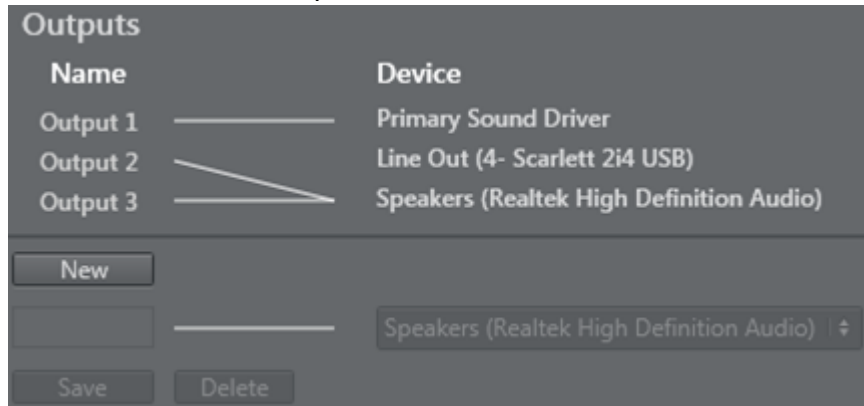 Outputs
Name Device
Output 1 Primary Sound Driver
Output 2 Line Out (4- Scarlett 2i4 USB)
Output 3 Speakers (Realtek High Definition Audio)
New
Speakers (Realtek High Definition Audio)
Save Delete